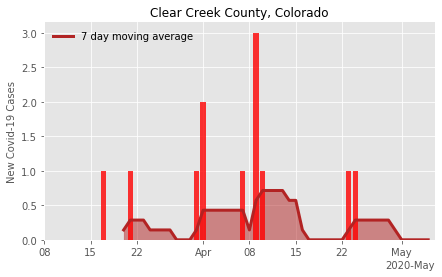 Clear Creek County, Colorado
7 day moving average
New Covid-19 Cases
3.0
2.5
2.0
1.5
1.0
0.5
0.0
08 15 22 Apr 08 15 22 May
2020-May